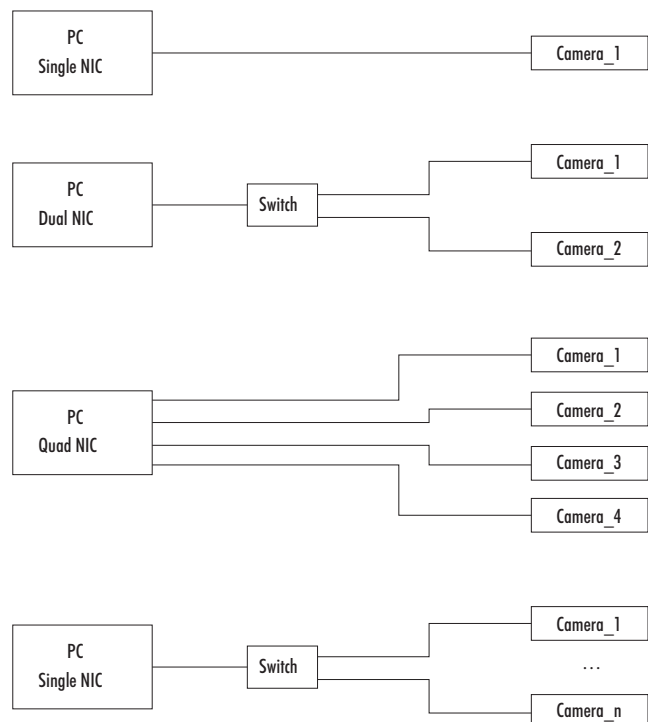 PC
Single NIC
Camera_1
PC
Dual NIC
Switch
Camera_1
Camera_2
PC
Quad NIC
Camera_1
Camera_2
Camera_3
Camera_4
PC
Single NIC
Switch
Camera_1
...
Camera_n